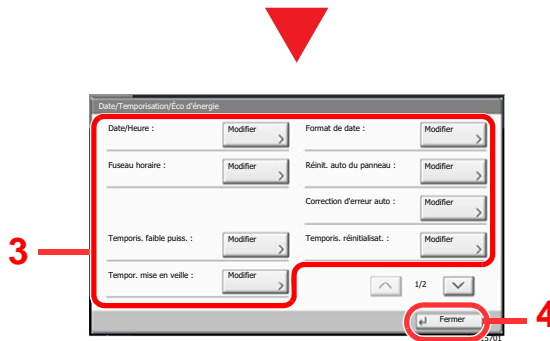 Date/Temporisation/Éco d'énergie
Date/Heure : Modifier Format de date : Modifier
Fuseau horaire : Modifier Réinit. auto du panneau : Modifier
Correction d'erreur auto : Modifier
3 Temporis. faible puiss. : Modifier Temporis. réinitialisat. : Modifier
Tempor. mise en veille : Modifier 1/2
Fermer 4